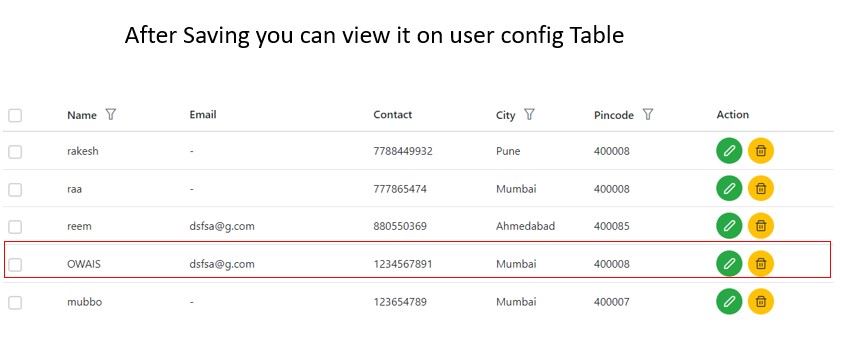 After Saving you can view it on user config Table
Name Email Contact City Pincode Action
rakesh - 7788449932 Pune 400008
raa - 777865474 Mumbai 400008
reem dsfsa@g.com 880550369 Ahmedabad 400085
OWAIS dsfsa@g.com 1234567891 Mumbai 400008
mubbo - 123654789 Mumbai 400007